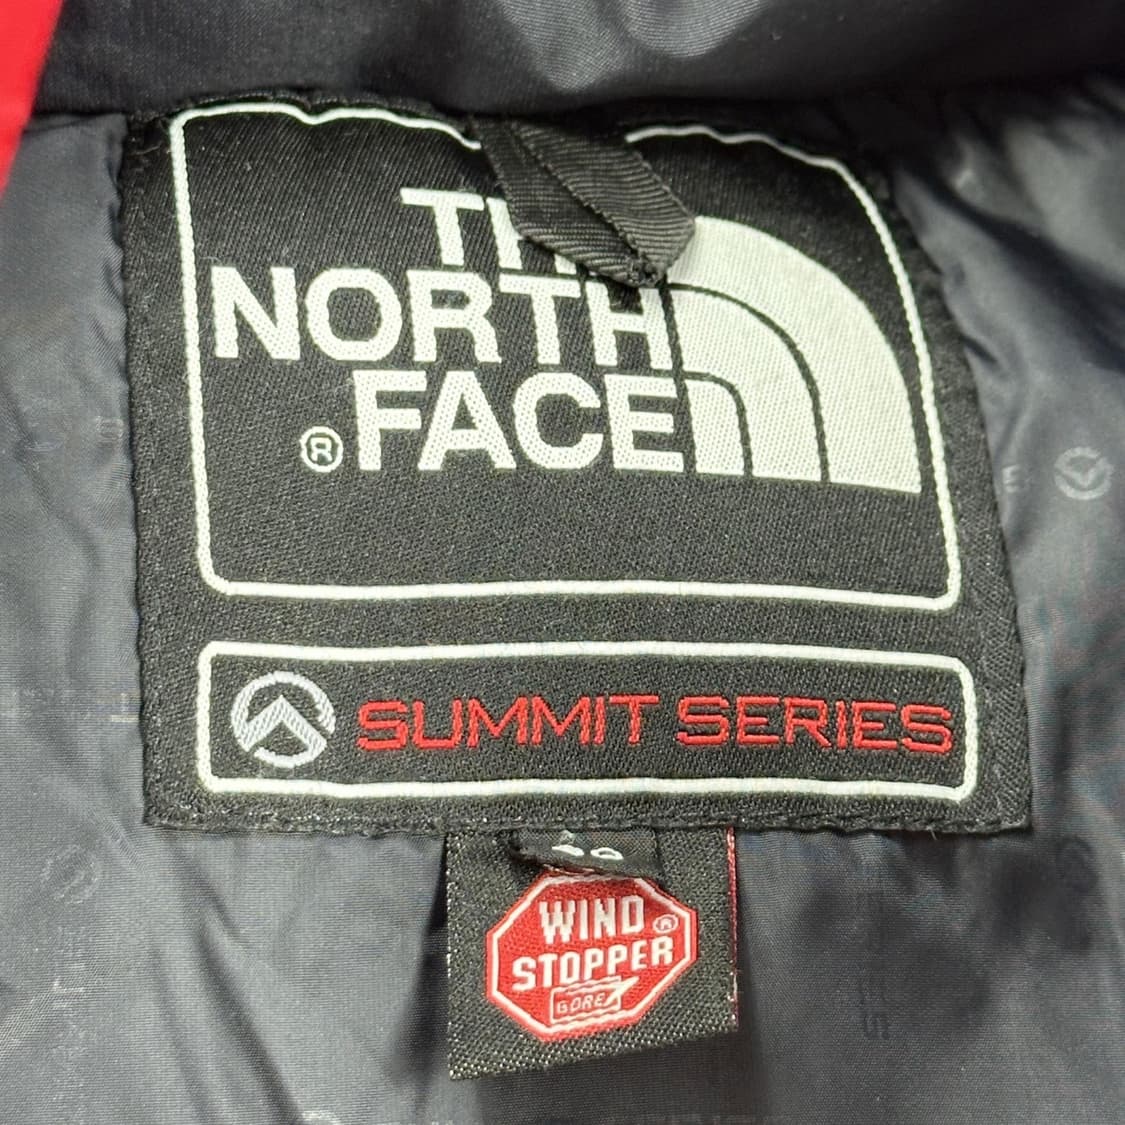 THE
NORTH
FACE
®
SUMMIT SERIES
WIND
STOPPER®
GORE